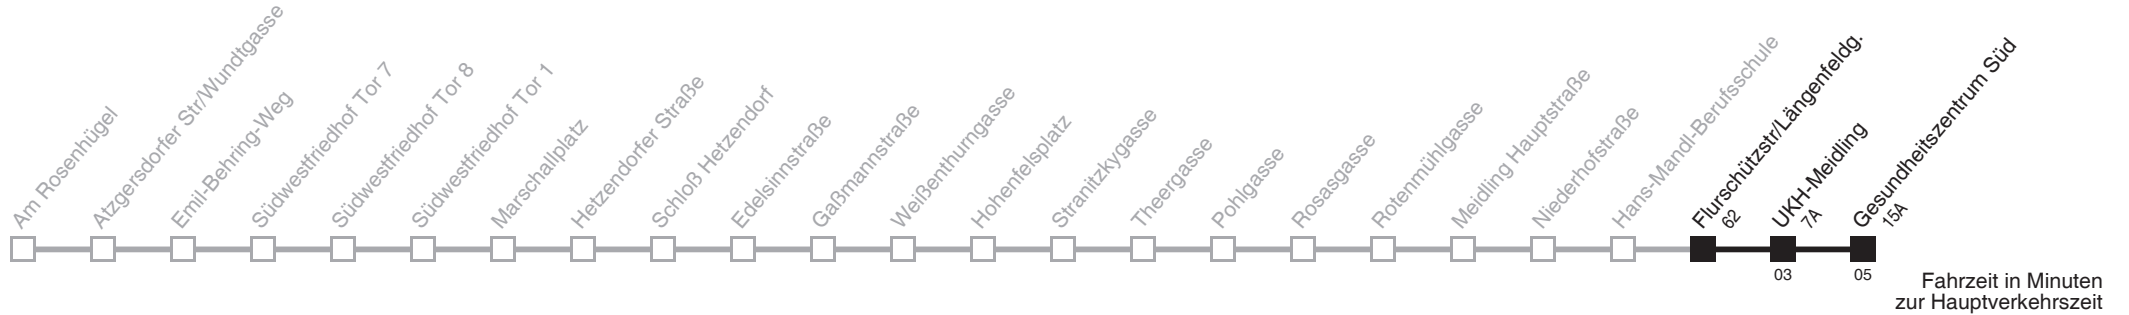 Am Rosenhügel
Atzgersdorfer Str/Wundtgasse
Emil-Behring-Weg
Südwestfriedhof Tor 7
Südwestfriedhof Tor 8
Südwestfriedhof Tor 1
Marschallplatz
Hetzendorfer Straße
Schloß Hetzendorf
Edelsinnstraße
Gaßmannstraße
Weißenthurngasse
Hohenfelsplatz
Stranitzkygasse
Theergasse
Pohlgasse
Rosasgasse
Rotenmühlgasse
Meidling Hauptstraße
Niederhofstraße
Hans-Mandl-Berufsschule
Flurschützstr/Längenfeldg.
62
UKH-Meidling
7A
Gesundheitszentrum Süd
15A
03
05
Fahrzeit in Minuten
zur Hauptverkehrszeit